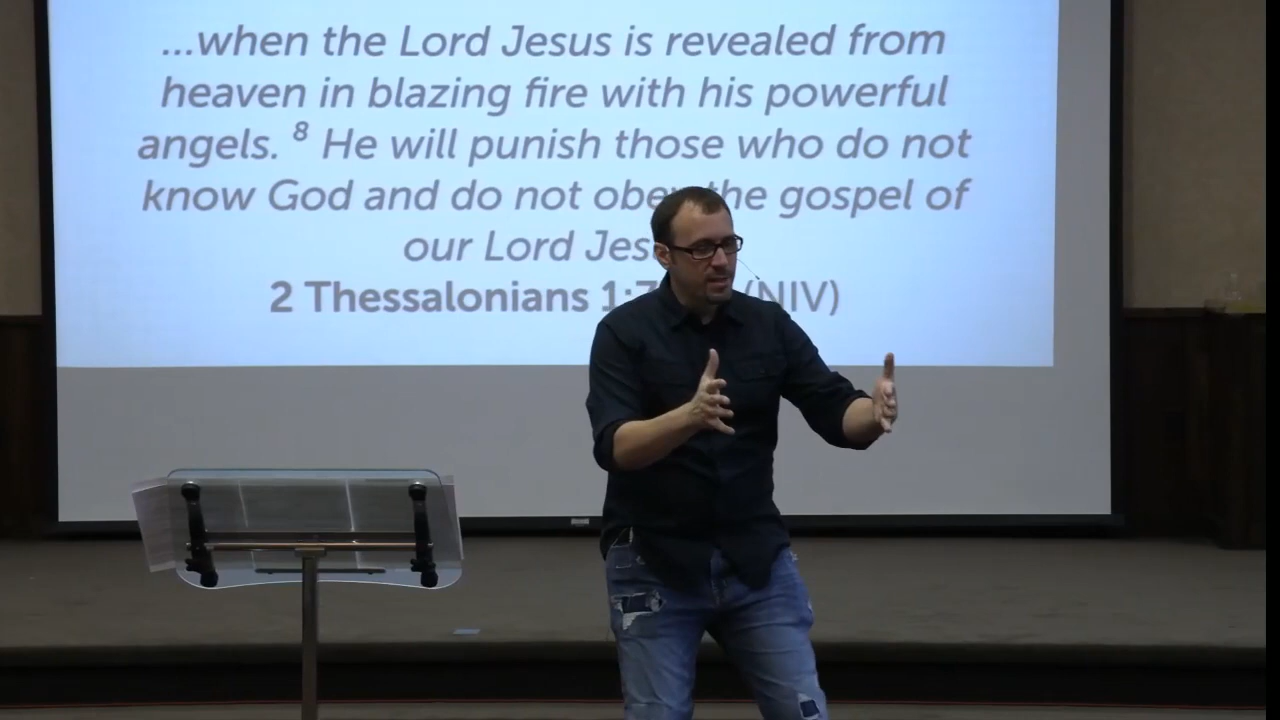 ...when the Lord Jesus is revealed from
heaven in blazing fire with his powerful
angels. 8 He will punish those who do not
know God and do not obey the gospel of
our Lord Jes
2 Thessalonians 1:7 (NIV)